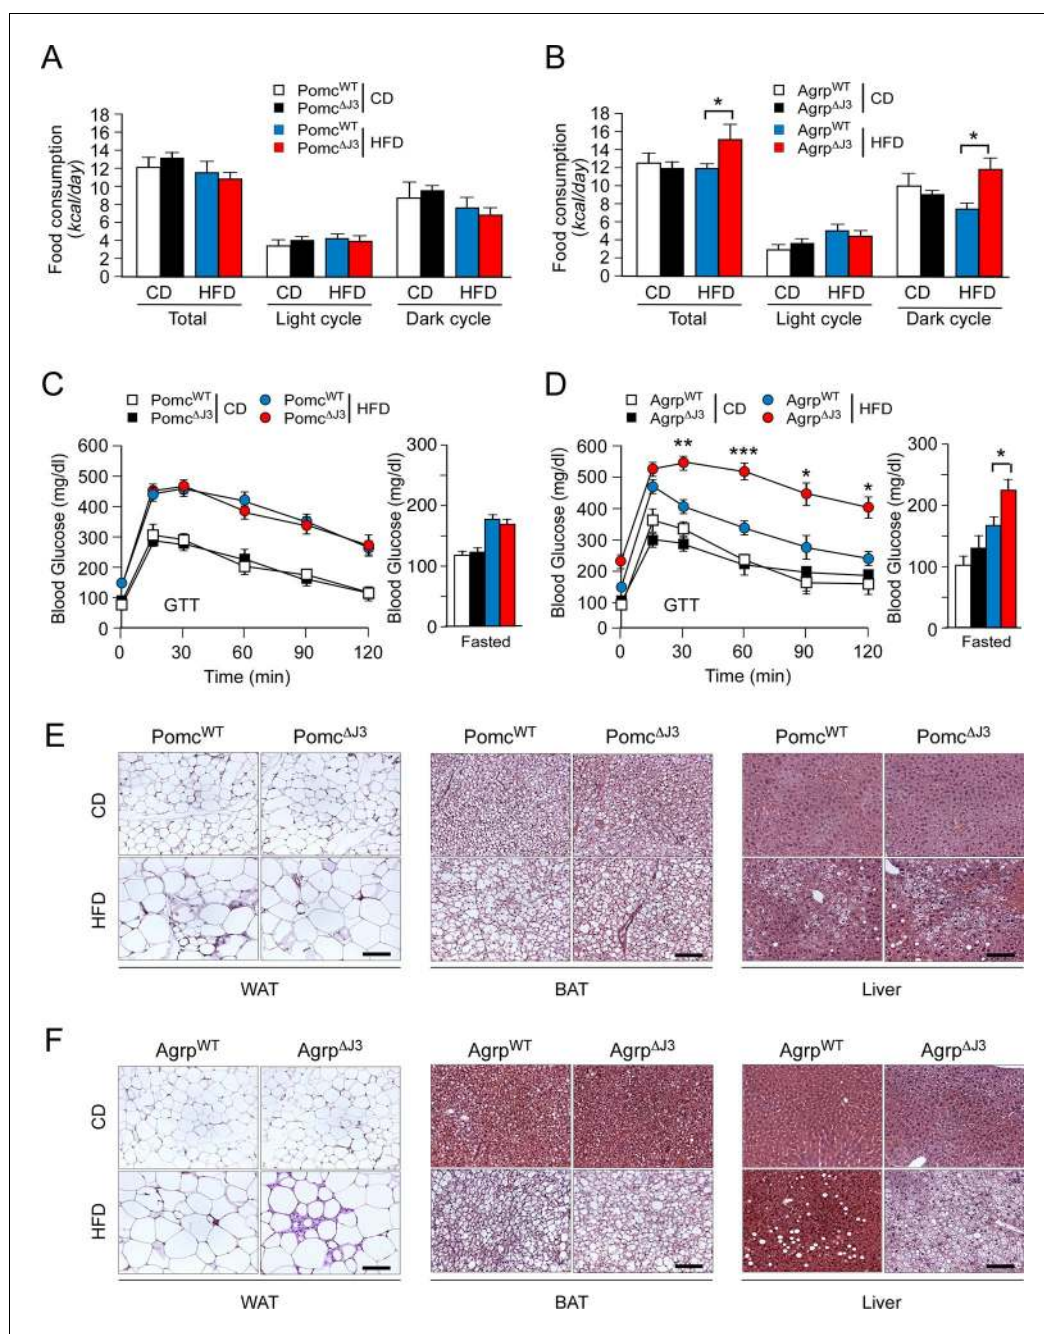 A
Pomc^WT
Pomc^ΔJ3
CD
Pomc^WT
Pomc^ΔJ3
HFD
Food consumption
(kcal/day)
18
16
14
12
10
8
6
4
2
0
CD HFD CD HFD CD HFD
Total Light cycle Dark cycle
B
Agrp^WT
Agrp^ΔJ3
CD
Agrp^WT
Agrp^ΔJ3
HFD
Food consumption
(kcal/day)
18
16
14
12
10
8
6
4
2
0
* *
CD HFD CD HFD CD HFD
Total Light cycle Dark cycle
C
Pomc^WT
Pomc^ΔJ3
CD
Pomc^WT
Pomc^ΔJ3
HFD
Blood Glucose (mg/dl)
600
500
400
300
200
100
0
GTT
0 30 60 90 120
Time (min)
Blood Glucose (mg/dl)
300
200
100
0
Fasted
D
Agrp^WT
Agrp^ΔJ3
CD
Agrp^WT
Agrp^ΔJ3
HFD
Blood Glucose (mg/dl)
600
500
400
300
200
100
0
** *** * *
GTT
0 30 60 90 120
Time (min)
Blood Glucose (mg/dl)
300
200
100
0
*
Fasted
E
Pomc^WT Pomc^ΔJ3 Pomc^WT Pomc^ΔJ3 Pomc^WT Pomc^ΔJ3
CD
HFD
WAT BAT Liver
F
Agrp^WT Agrp^ΔJ3 Agrp^WT Agrp^ΔJ3 Agrp^WT Agrp^ΔJ3
CD
HFD
WAT BAT Liver